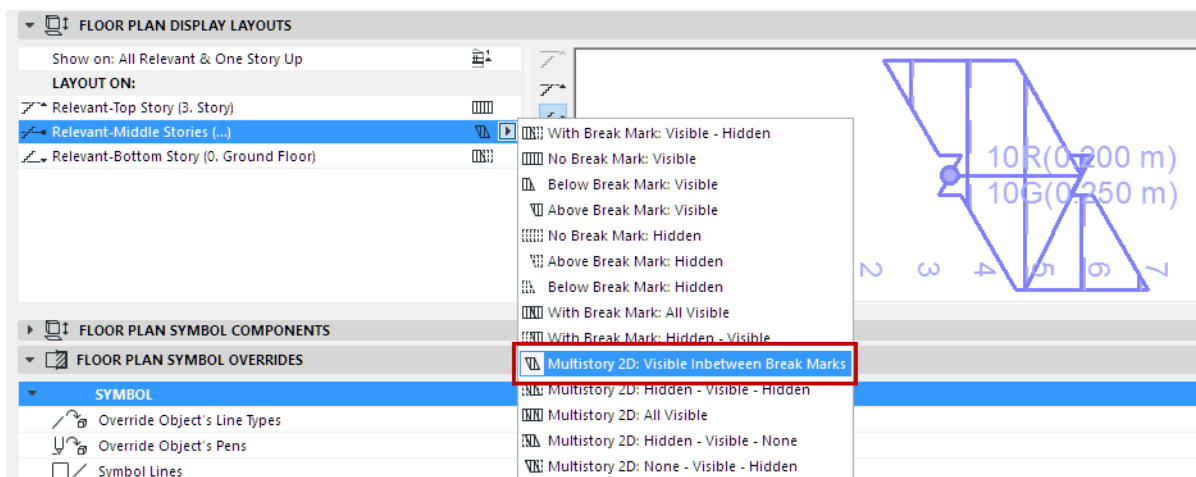 FLOOR PLAN DISPLAY LAYOUTS
Show on: All Relevant & One Story Up
LAYOUT ON:
Relevant-Top Story (3. Story)
Relevant-Middle Stories (...)
Relevant-Bottom Story (0. Ground Floor)
With Break Mark: Visible - Hidden
No Break Mark: Visible
Below Break Mark: Visible
Above Break Mark: Visible
No Break Mark: Hidden
Above Break Mark: Hidden
Below Break Mark: Hidden
With Break Mark: All Visible
With Break Mark: Hidden - Visible
Multistory 2D: Visible Inbetween Break Marks
Multistory 2D: Hidden - Visible - Hidden
Multistory 2D: All Visible
Multistory 2D: Hidden - Visible - None
Multistory 2D: None - Visible - Hidden
10R(0.200 m)
10G(0.250 m)
2 3 4 5 6 7
FLOOR PLAN SYMBOL COMPONENTS
FLOOR PLAN SYMBOL OVERRIDES
SYMBOL
Override Object's Line Types
Override Object's Pens
Symbol Lines